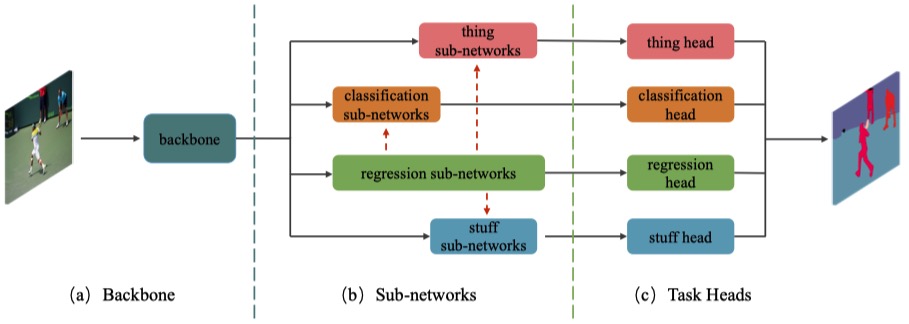 thing
sub-networks
thing head
classification
sub-networks
classification
head
backbone
regression sub-networks
regression
head
stuff
sub-networks
stuff head
(a) Backbone
(b) Sub-networks
(c) Task Heads